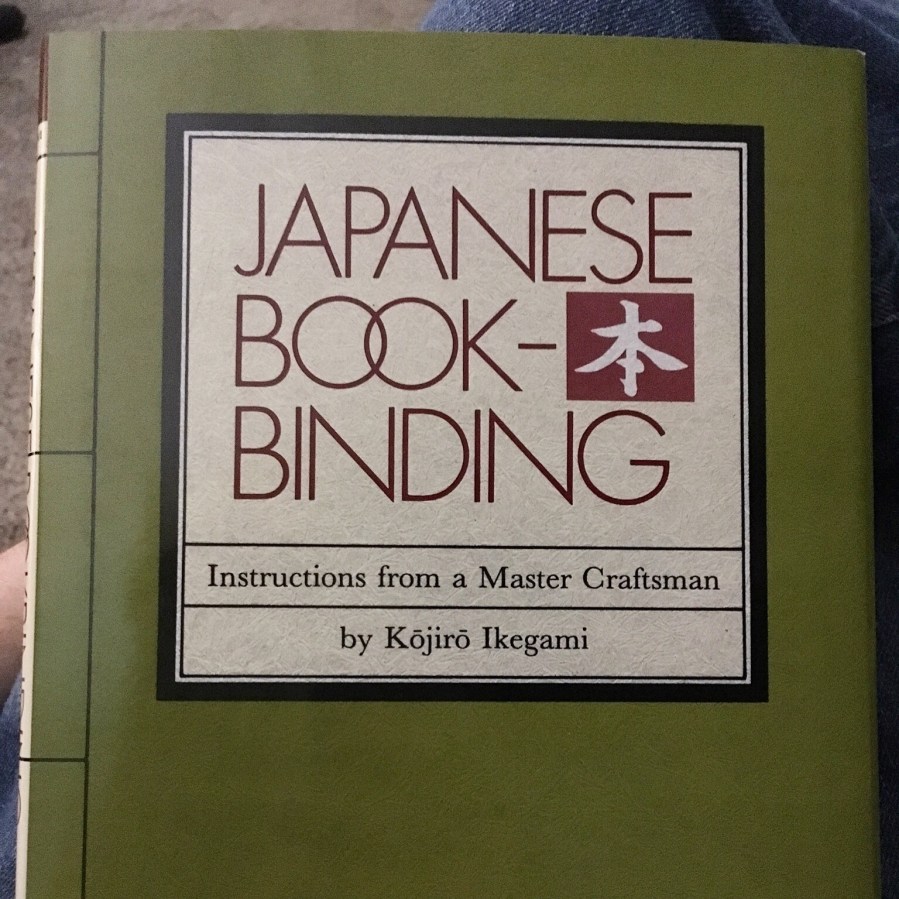 JAPANESE
BOOK-本
BINDING
Instructions from a Master Craftsman
by Kōjirō Ikegami